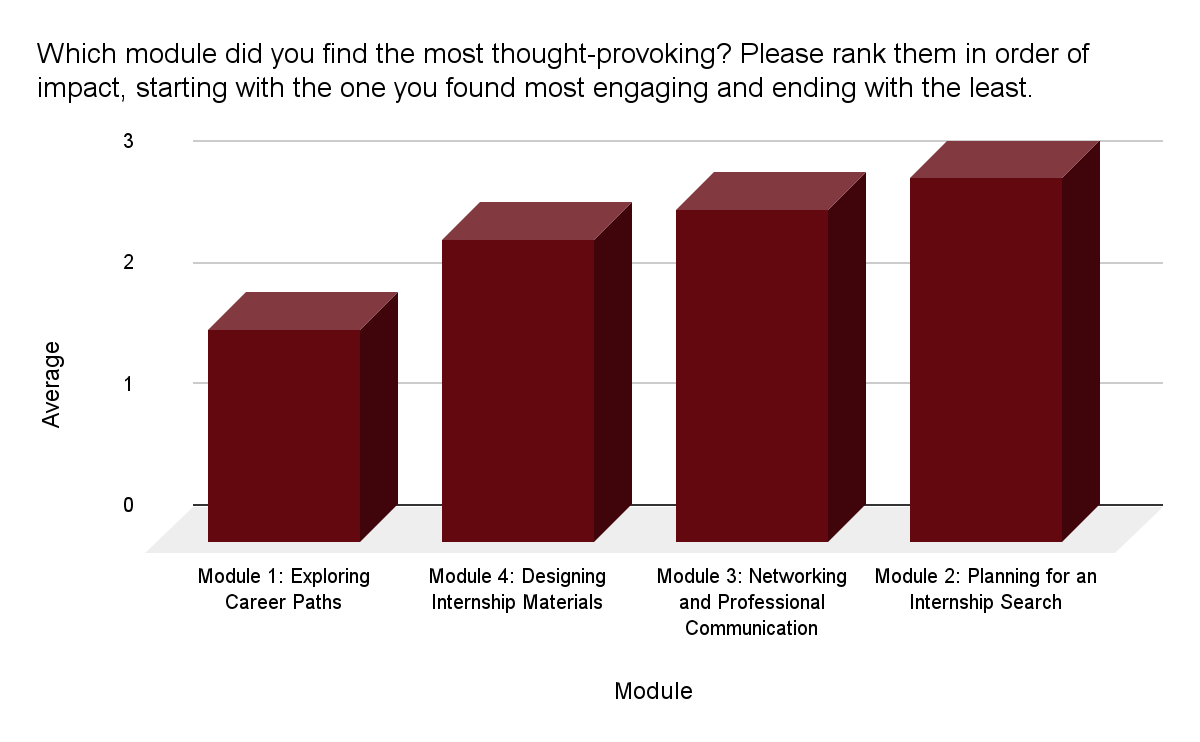 Which module did you find the most thought-provoking? Please rank them in order of
impact, starting with the one you found most engaging and ending with the least.
3
2
1
0
Average
Module 1: Exploring
Career Paths
Module 4: Designing
Internship Materials
Module 3: Networking
and Professional
Communication
Module 2: Planning for an
Internship Search
Module